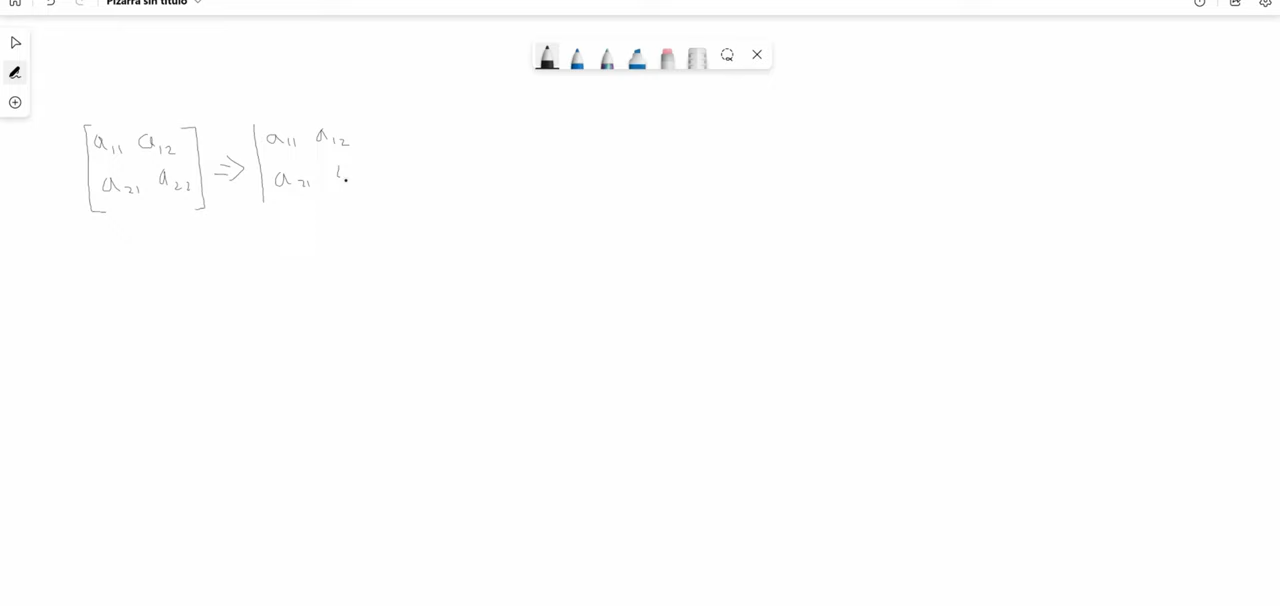 Pizarra sin título
[a₁₁ a₁₂ ] ⇒ | a₁₁ a₁₂
[a₂₁ a₂₂ ] | a₂₁